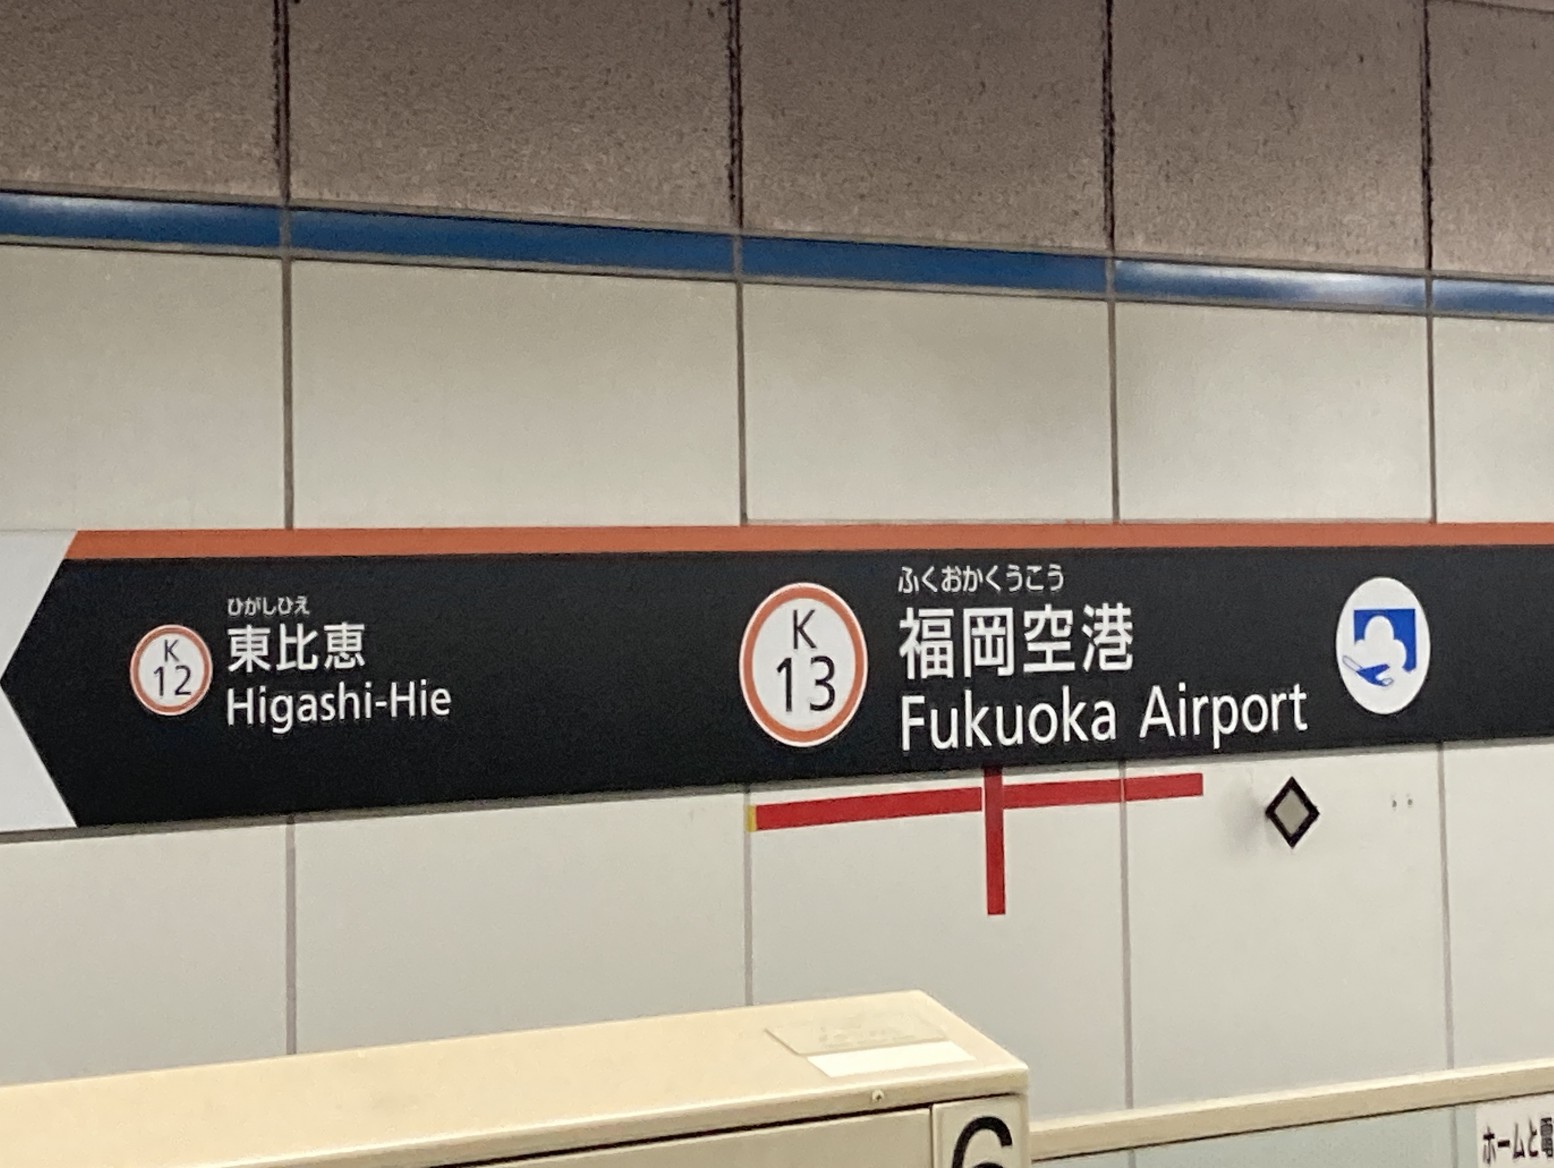 ひがしひえ
K
12
東比恵
Higashi-Hie
ふくおかくうこう
K
13
福岡空港
Fukuoka Airport
6
ホームと電